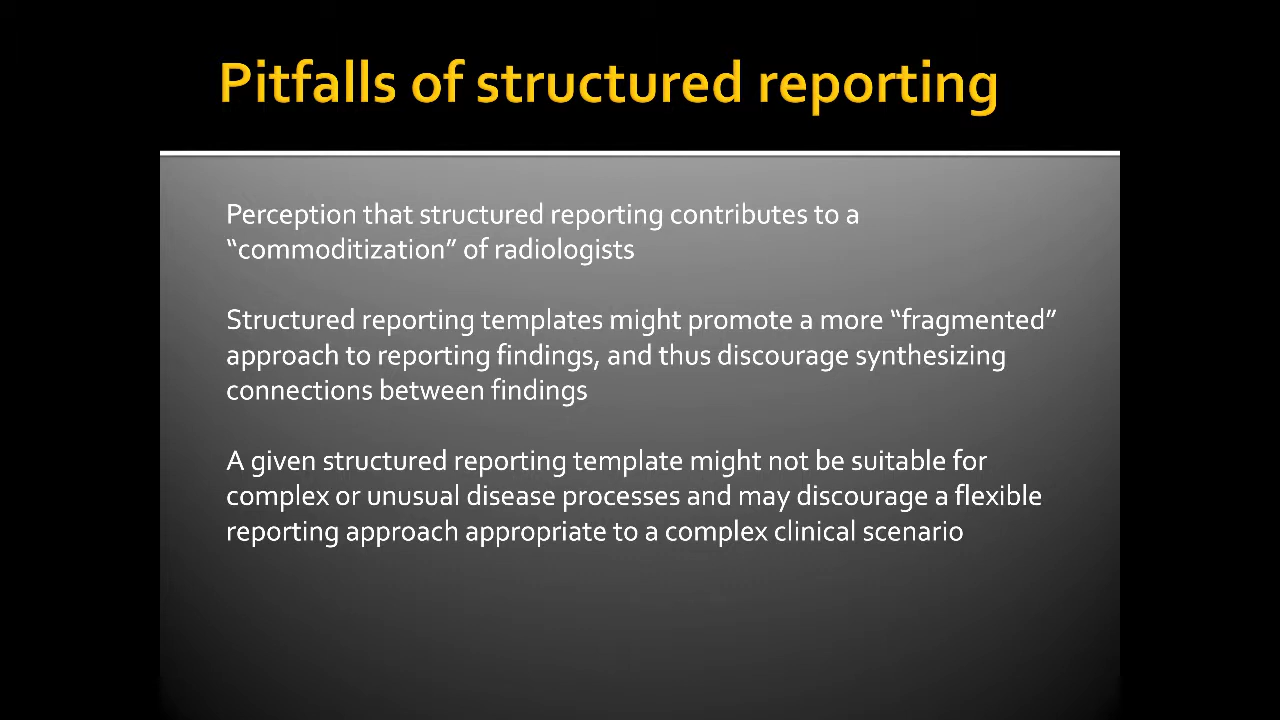 Pitfalls of structured reporting
Perception that structured reporting contributes to a
“commoditization” of radiologists
Structured reporting templates might promote a more “fragmented”
approach to reporting findings, and thus discourage synthesizing
connections between findings
A given structured reporting template might not be suitable for
complex or unusual disease processes and may discourage a flexible
reporting approach appropriate to a complex clinical scenario